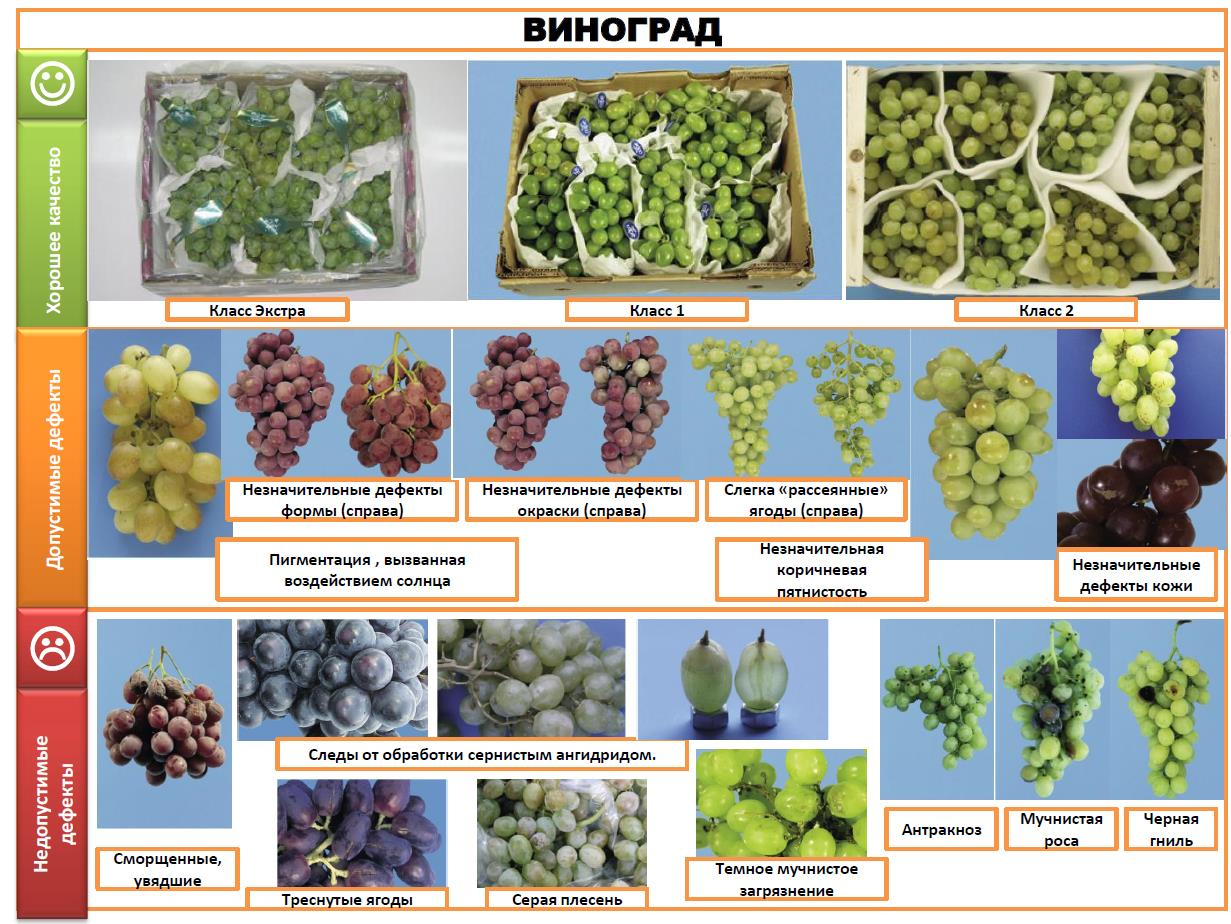 ВИНОГРАД
Хорошее качество
Класс Экстра
Класс 1
Класс 2
Допустимые дефекты
Незначительные дефекты
формы (справа)
Незначительные дефекты
окраски (справа)
Слегка «рассеянные»
ягоды (справа)
Пигментация , вызванная
воздействием солнца
Незначительная
коричневая
пятнистость
Незначительные
дефекты кожи
Недопустимые
дефекты
Следы от обработки сернистым ангидридом.
Антракноз
Мучнистая
роса
Черная
гниль
Сморщенные,
увядшие
Треснутые ягоды
Серая плесень
Темное мучнистое
загрязнение